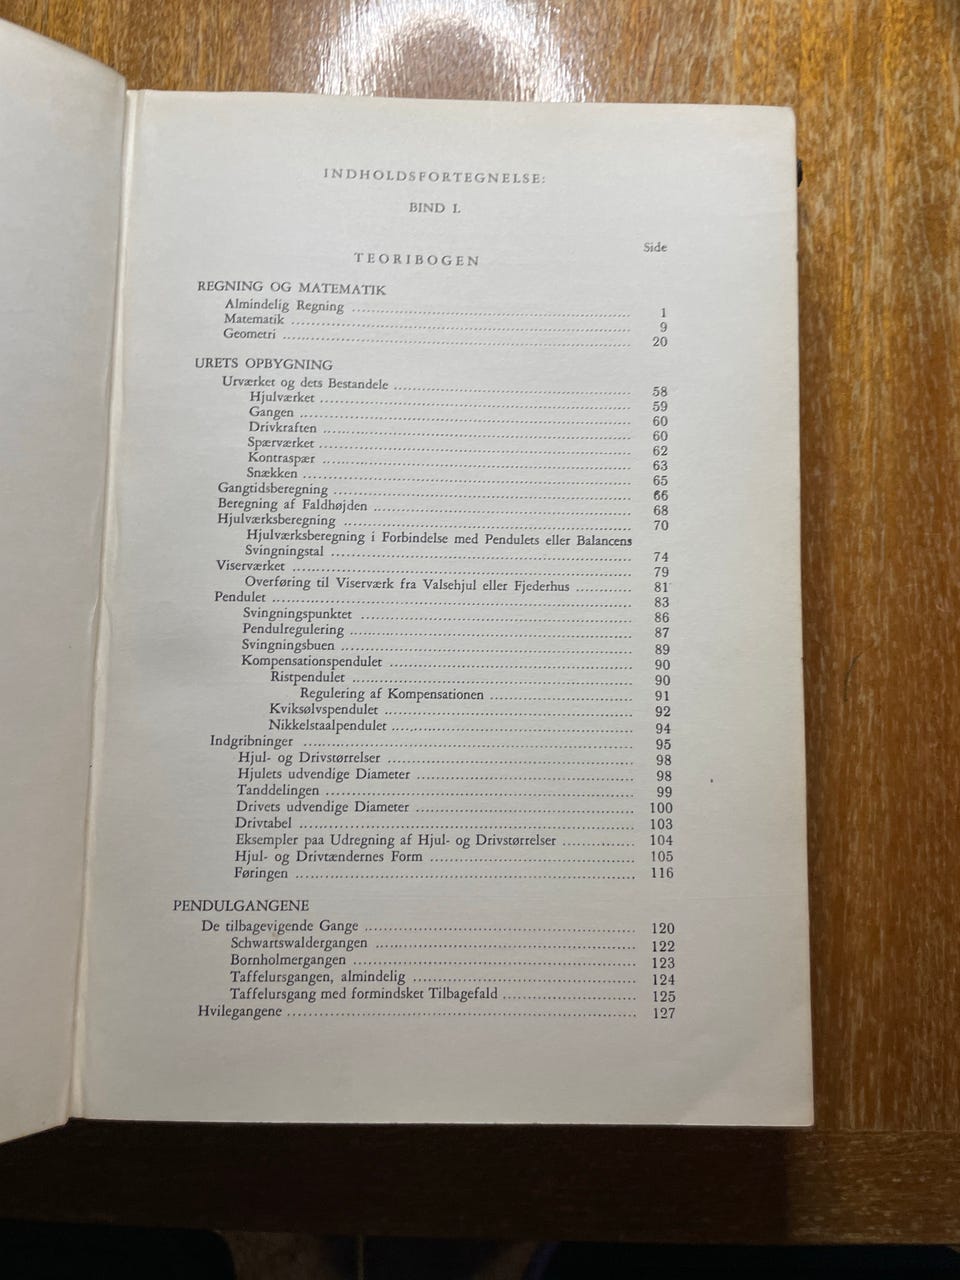 INDHOLDSFORTEGNELSE:
BIND I.
Side
TEORIBOGEN
REGNING OG MATEMATIK
Almindelig Regning ........ 1
Matematik ........ 9
Geometri ........ 20
URETS OPBYGNING
Urværket og dets Bestandele ........ 58
Hjulværket ........ 59
Gangen ........ 60
Drivkraften ........ 60
Spærværket ........ 62
Kontraspær ........ 63
Snækken ........ 65
Gangtidsberegning ........ 66
Beregning af Faldhøjden ........ 68
Hjulværksberegning ........ 70
Hjulværksberegning i Forbindelse med Pendulets eller Balancens
Svingningstal ........ 74
Viserværket ........ 79
Overføring til Viserværk fra Valsehjul eller Fjederhus ........ 81
Pendulet ........ 83
Svingningspunktet ........ 86
Pendulregulering ........ 87
Svingningsbuen ........ 89
Kompensationspendulet ........ 90
Ristpendulet ........ 90
Regulering af Kompensationen ........ 91
Kviksølvspendulet ........ 92
Nikkelstaalpendulet ........ 94
Indgribninger ........ 95
Hjul- og Drivstørrelser ........ 98
Hjulets udvendige Diameter ........ 98
Tanddelingen ........ 99
Drivets udvendige Diameter ........ 100
Drivtabel ........ 103
Eksempler paa Udregning af Hjul- og Drivstørrelser ........ 104
Hjul- og Drivtændernes Form ........ 105
Føringen ........ 116
PENDULGANGENE
De tilbagevigende Gange ........ 120
Schwartswaldergangen ........ 122
Bornholmergangen ........ 123
Taffelursgangen, almindelig ........ 124
Taffelursgang med formindsket Tilbagefald ........ 125
Hvilegangene ........ 127